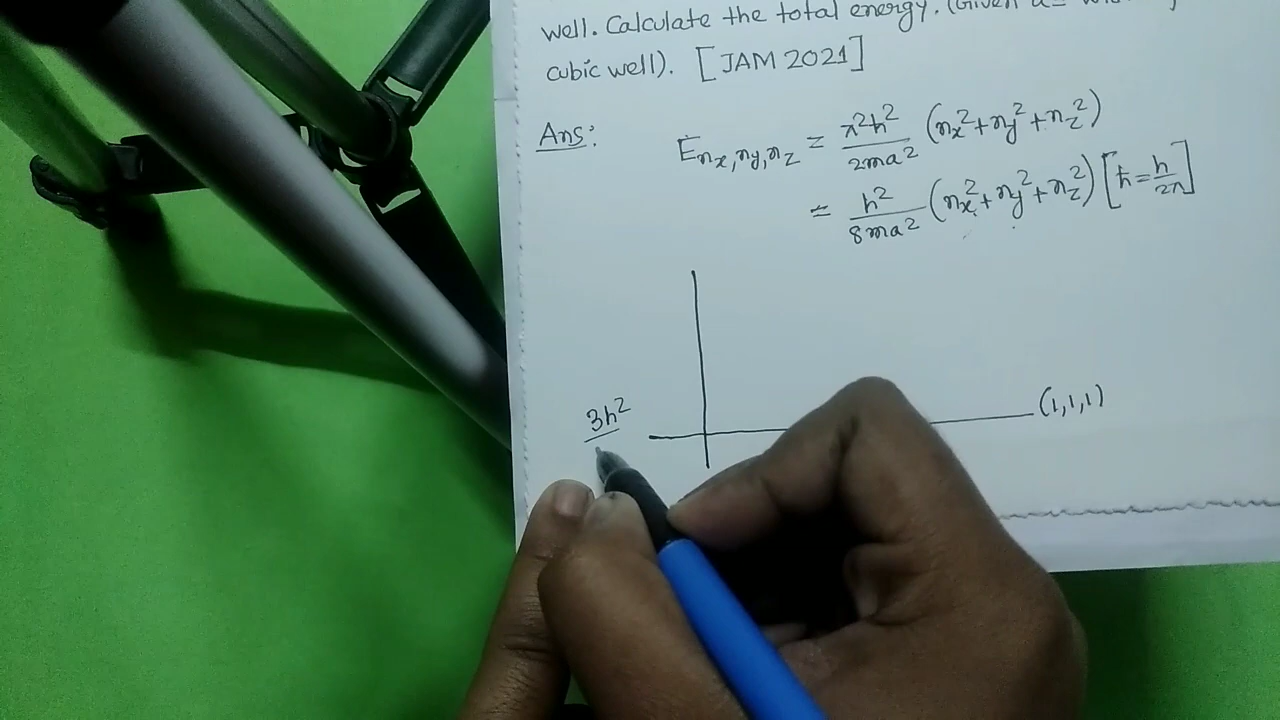 well. Calculate the total energy. (Given a=
cubic well). [JAM 2021]
Ans:
E_{nx,ny,nz} = π²ħ²/2ma² (nx²+ny²+nz²)
= h²/8ma² (nx²+ny²+nz²) [ħ=h/2π]
(1,1,1)
3h²